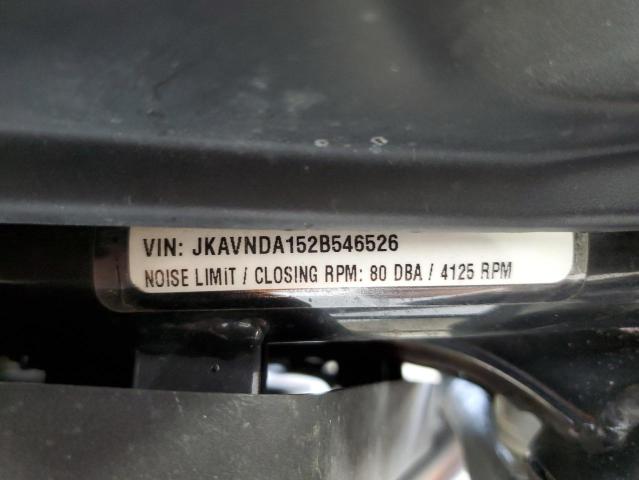 VIN: JKAVNDA152B546526
NOISE LIMIT / CLOSING RPM: 80 DBA / 4125 RPM